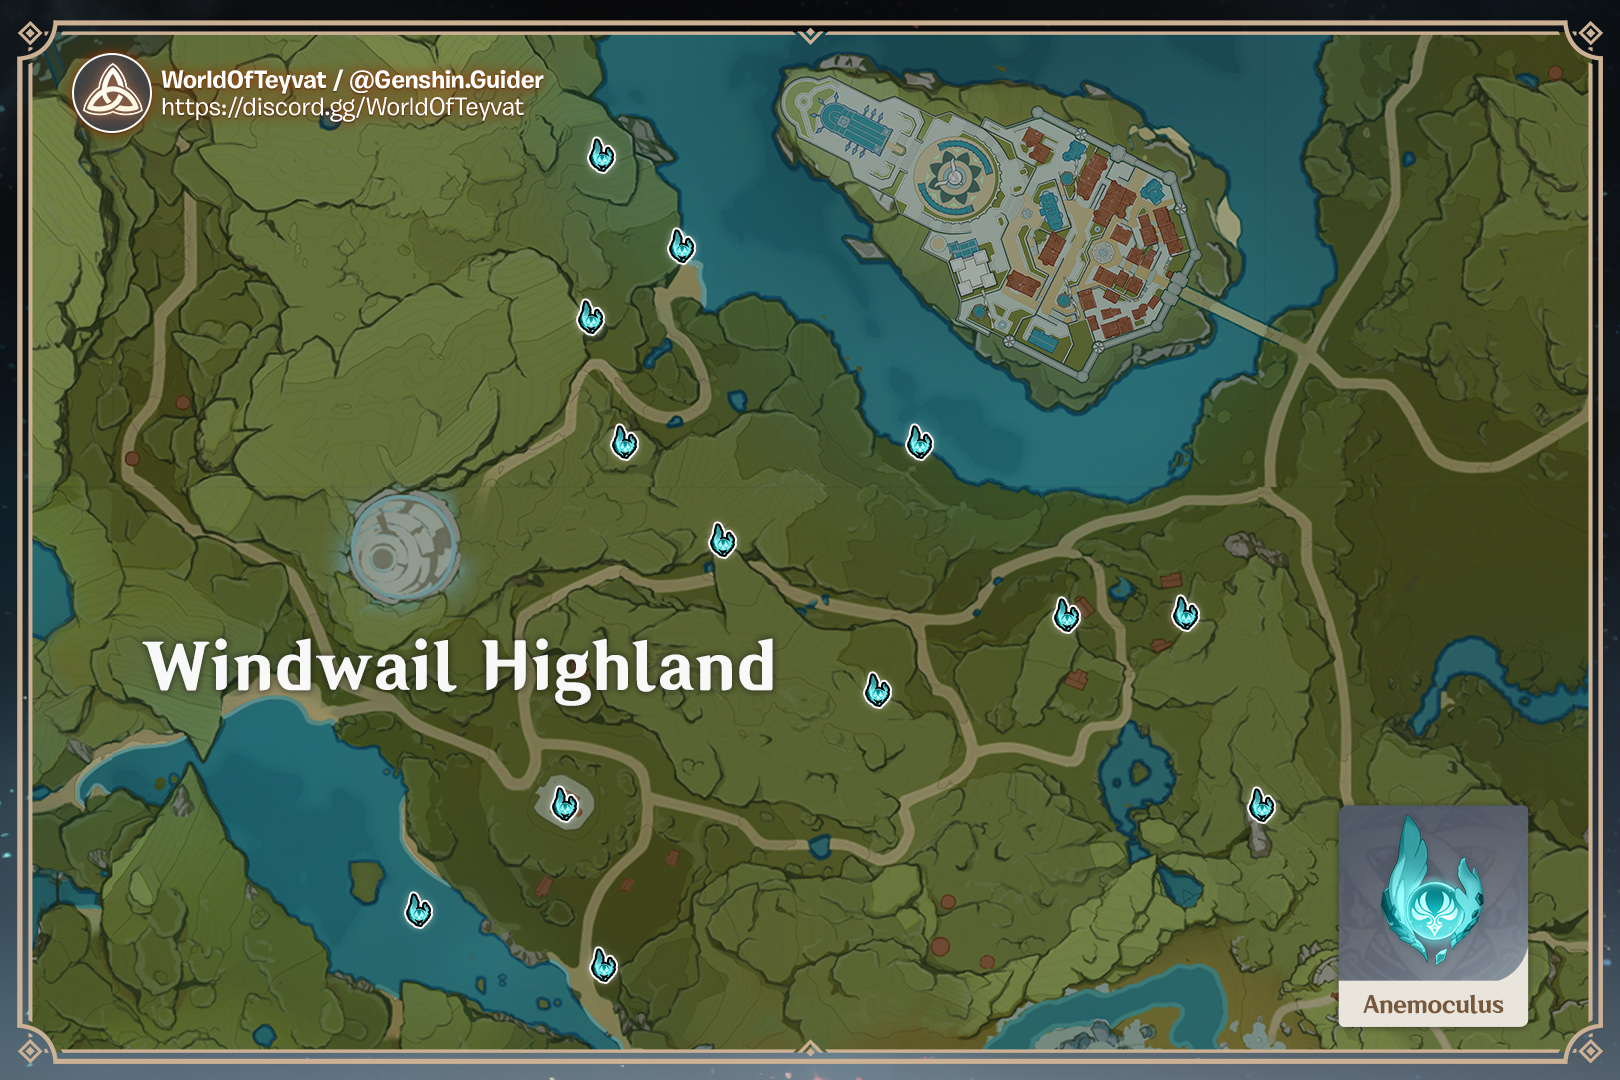 WorldOfTeyvat / @Genshin.Guider
https://discord.gg/WorldOfTeyvat
Windwail Highland
Anemoculus